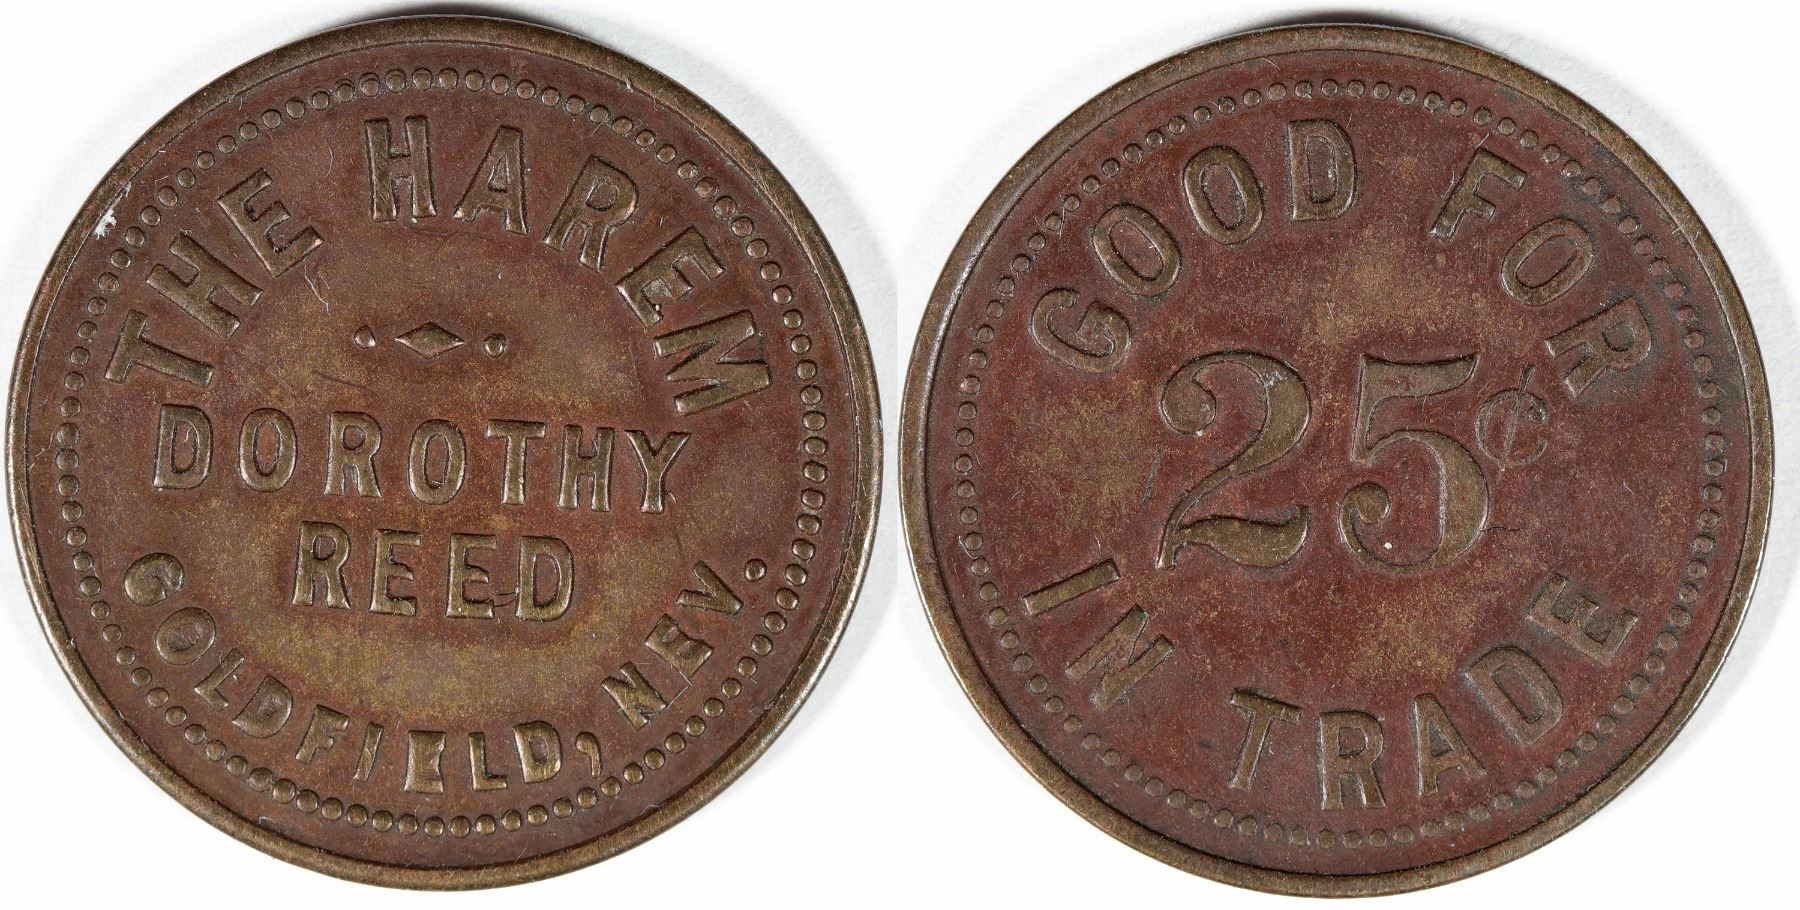 THE HAREM
DOROTHY
REED
GOLDFIELD, NEV.
GOOD FOR
25¢
IN TRADE